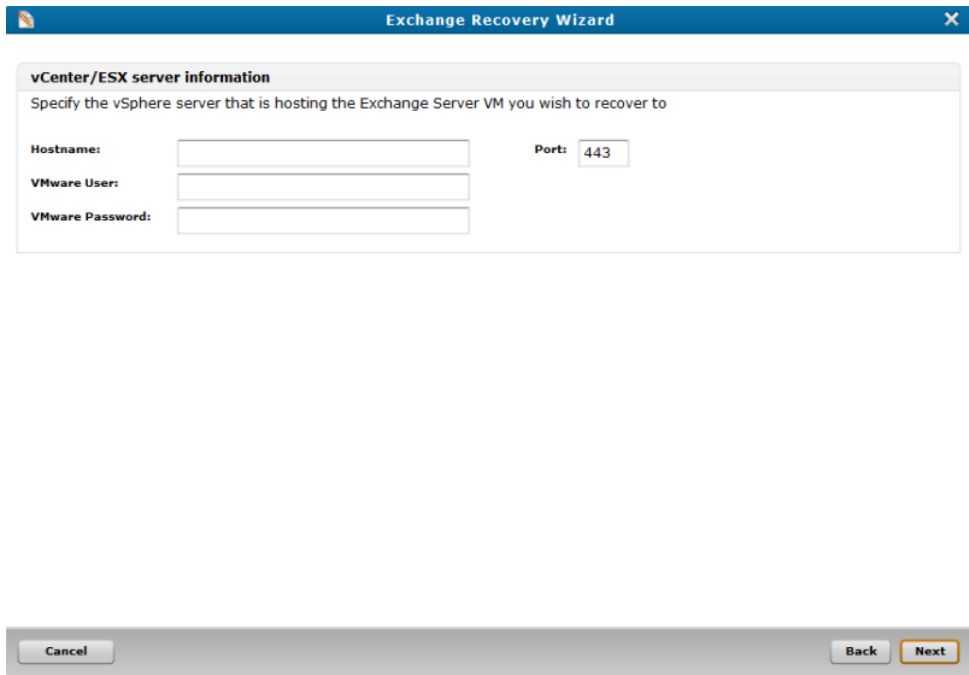 Exchange Recovery Wizard
vCenter/ESX server information
Specify the vSphere server that is hosting the Exchange Server VM you wish to recover to
Hostname: Port: 443
VMware User:
VMware Password:
Cancel Back Next